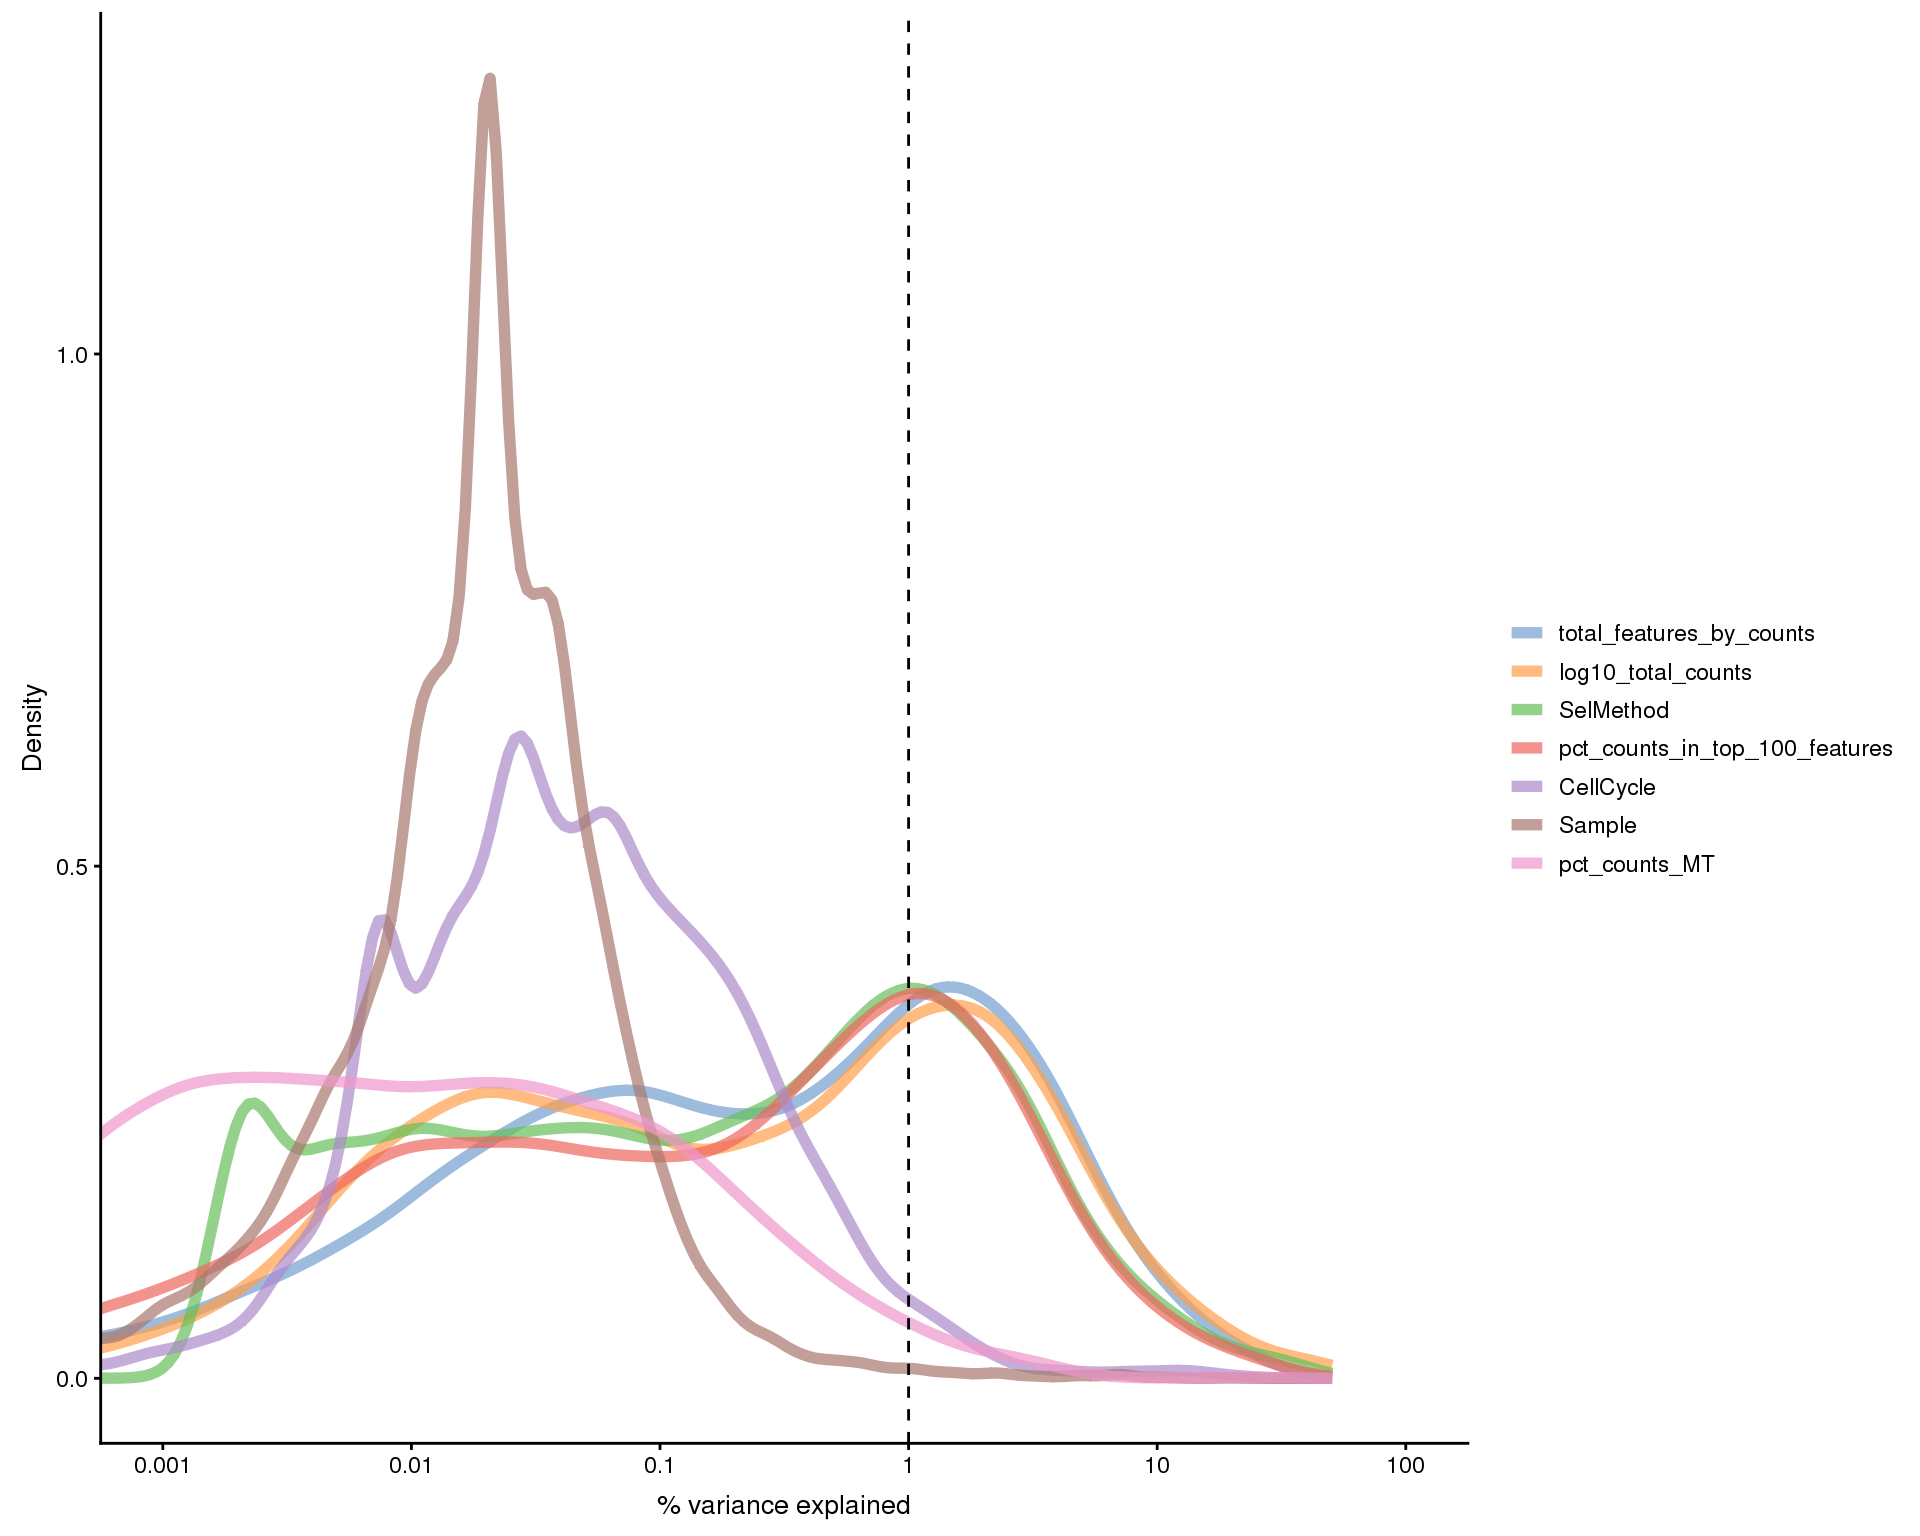 Density
1.0
0.5
0.0
0.001
0.01
0.1
1
10
100
% variance explained
total_features_by_counts
log10_total_counts
SelMethod
pct_counts_in_top_100_features
CellCycle
Sample
pct_counts_MT